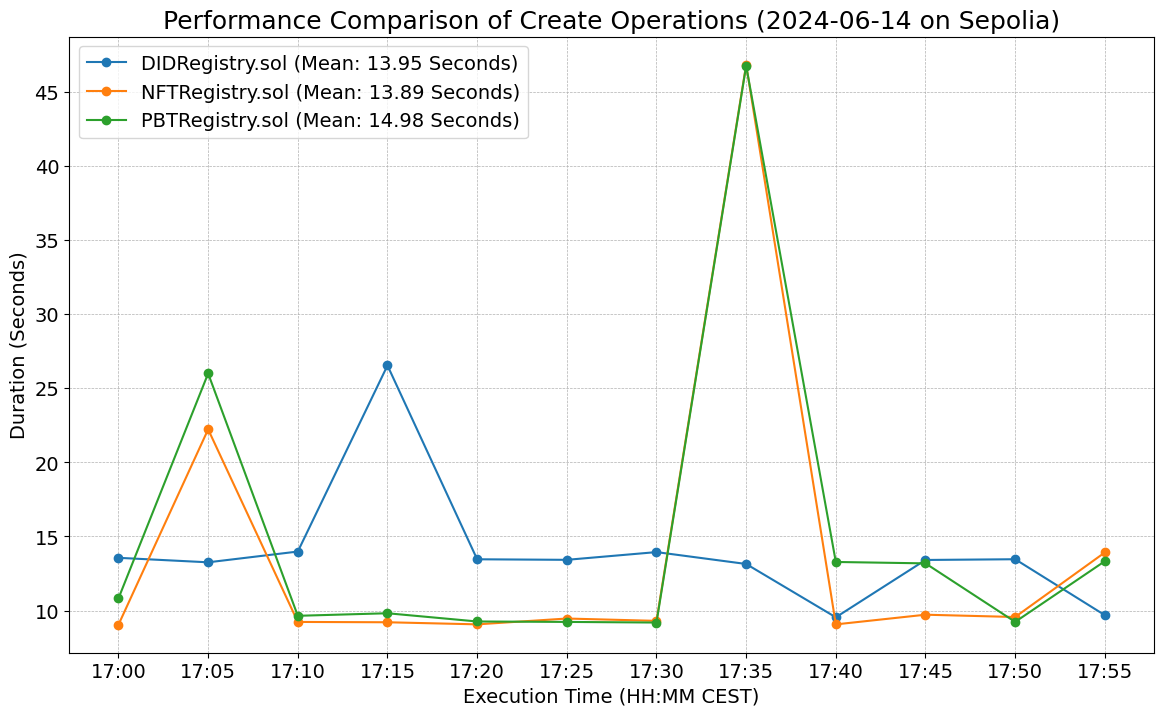 Performance Comparison of Create Operations (2024-06-14 on Sepolia)
DIDRegistry.sol (Mean: 13.95 Seconds)
NFTRegistry.sol (Mean: 13.89 Seconds)
PBTRegistry.sol (Mean: 14.98 Seconds)
Duration (Seconds)
45
40
35
30
25
20
15
10
17:00 17:05 17:10 17:15 17:20 17:25 17:30 17:35 17:40 17:45 17:50 17:55
Execution Time (HH:MM CEST)